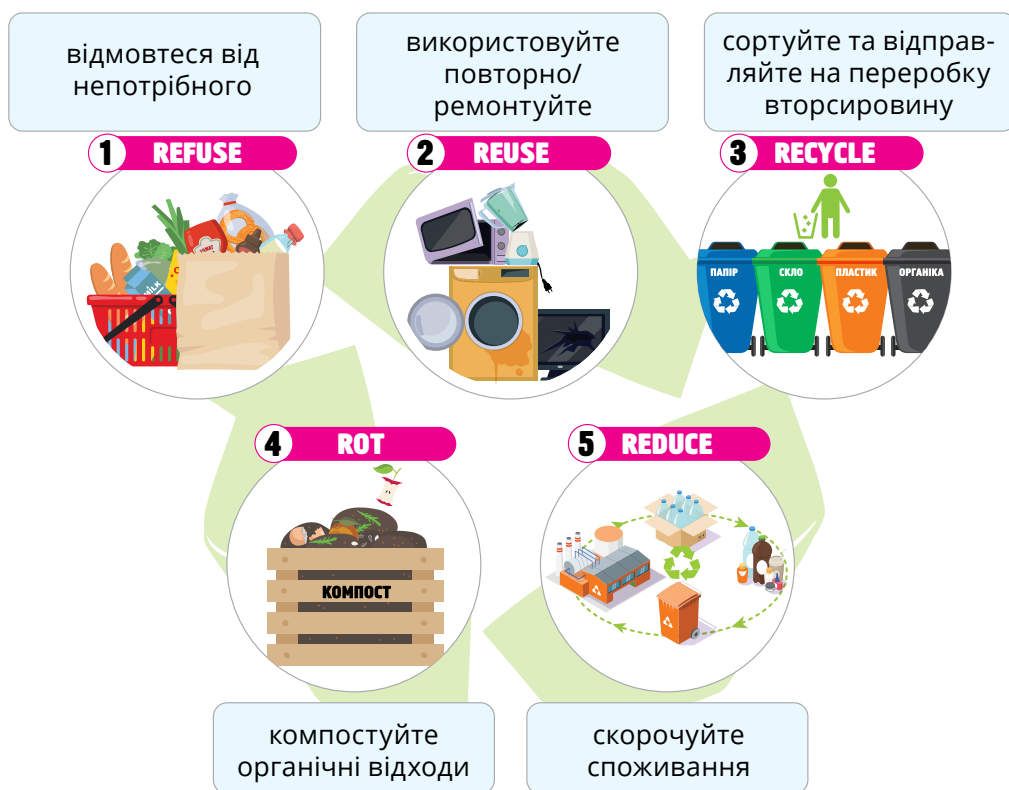 відмовтеся від
непотрібного
використовуйте
повторно/
ремонтуйте
сортуйте та відправ-
ляйте на переробку
вторсировину
1 REFUSE
2 REUSE
3 RECYCLE
MILK
ПАПІР
СКЛО
ПЛАСТИК
ОРГАНІКА
4 ROT
5 REDUCE
КОМПОСТ
компостуйте
органічні відходи
скорочуйте
споживання